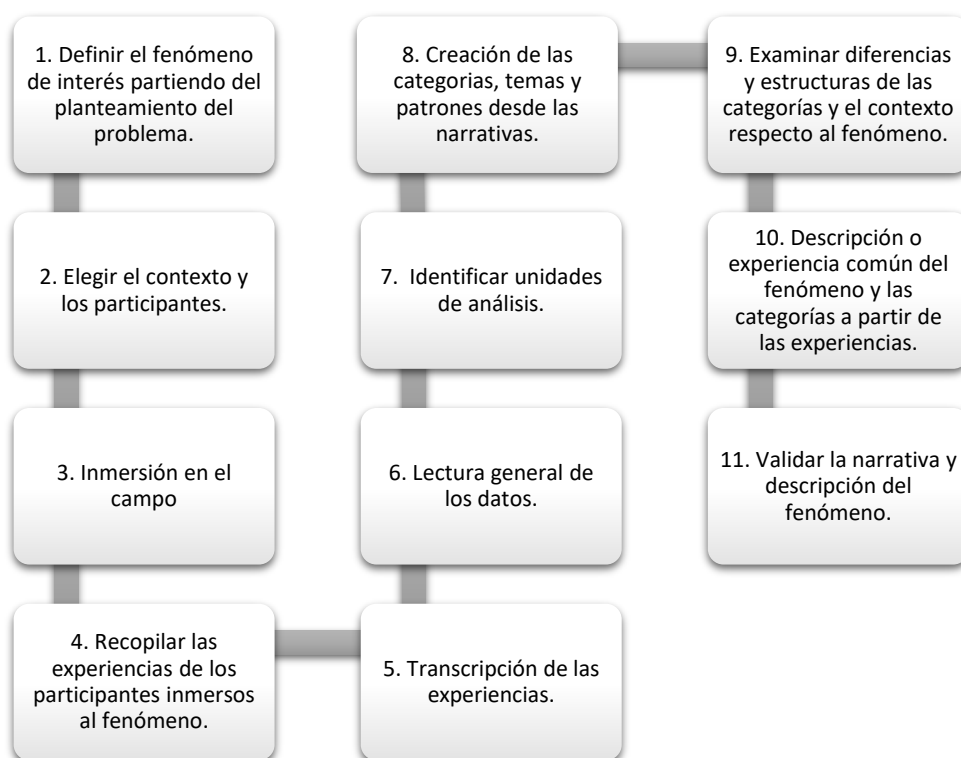 1. Definir el fenómeno
de interés partiendo del
planteamiento del
problema.
2. Elegir el contexto y
los participantes.
3. Inmersión en el
campo
4. Recopilar las
experiencias de los
participantes inmersos
al fenómeno.
5. Transcripción de las
experiencias.
6. Lectura general de
los datos.
7. Identificar unidades
de análisis.
8. Creación de las
categorias, temas y
patrones desde las
narrativas.
9. Examinar diferencias
y estructuras de las
categorías y el contexto
respecto al fenómeno.
10. Descripción o
experiencia común del
fenómeno y las
categorías a partir de
las experiencias.
11. Validar la narrativa y
descripción del
fenómeno.